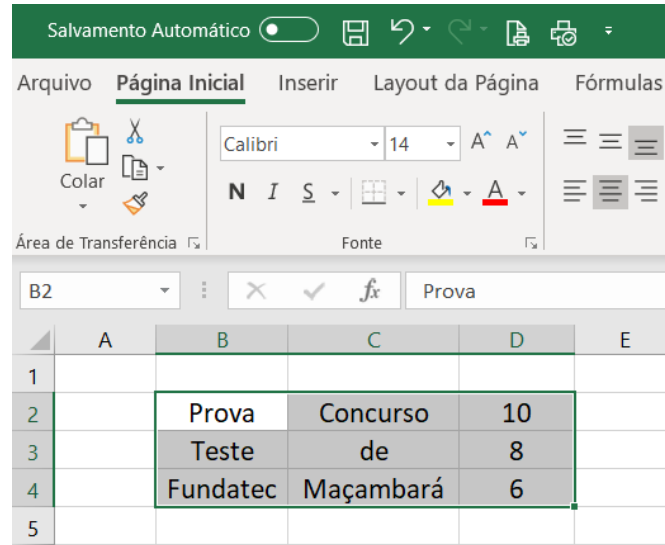 Salvamento Automático
Arquivo Página Inicial Inserir Layout da Página Fórmulas
Colar
Calibri 14 A A
N I S A
Área de Transferência Fonte
B2 fx Prova
A B C D E
1
2 Prova Concurso 10
3 Teste de 8
4 Fundatec Maçambará 6
5